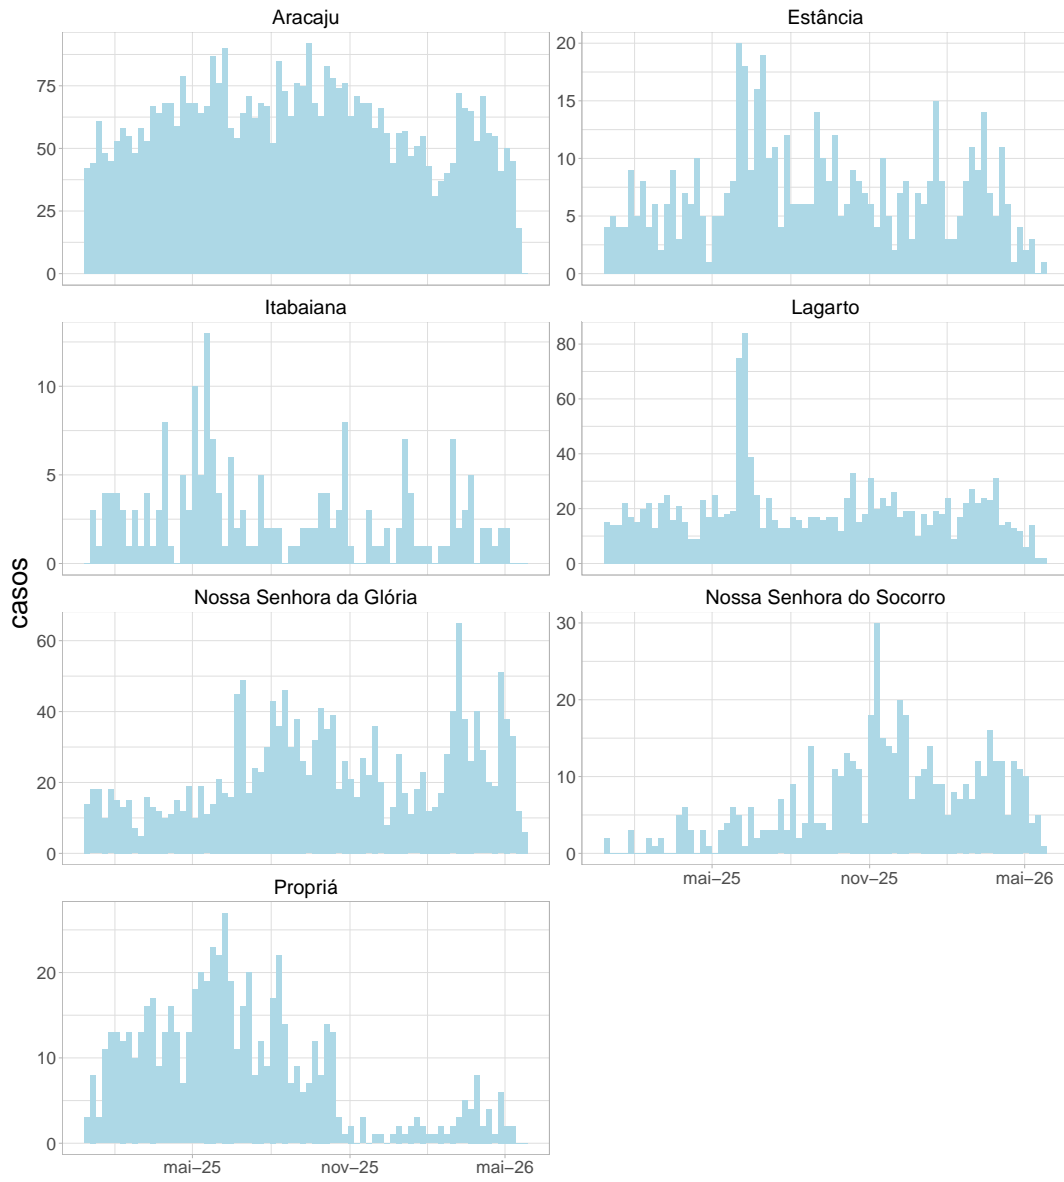 Aracaju
Estância
75
50
25
0
20
15
10
5
0
Itabaiana
Lagarto
10
5
0
80
60
40
20
0
casos
Nossa Senhora da Glória
Nossa Senhora do Socorro
60
40
20
0
30
20
10
0
mai–25 nov–25 mai–26
Propriá
20
10
0
mai–25 nov–25 mai–26